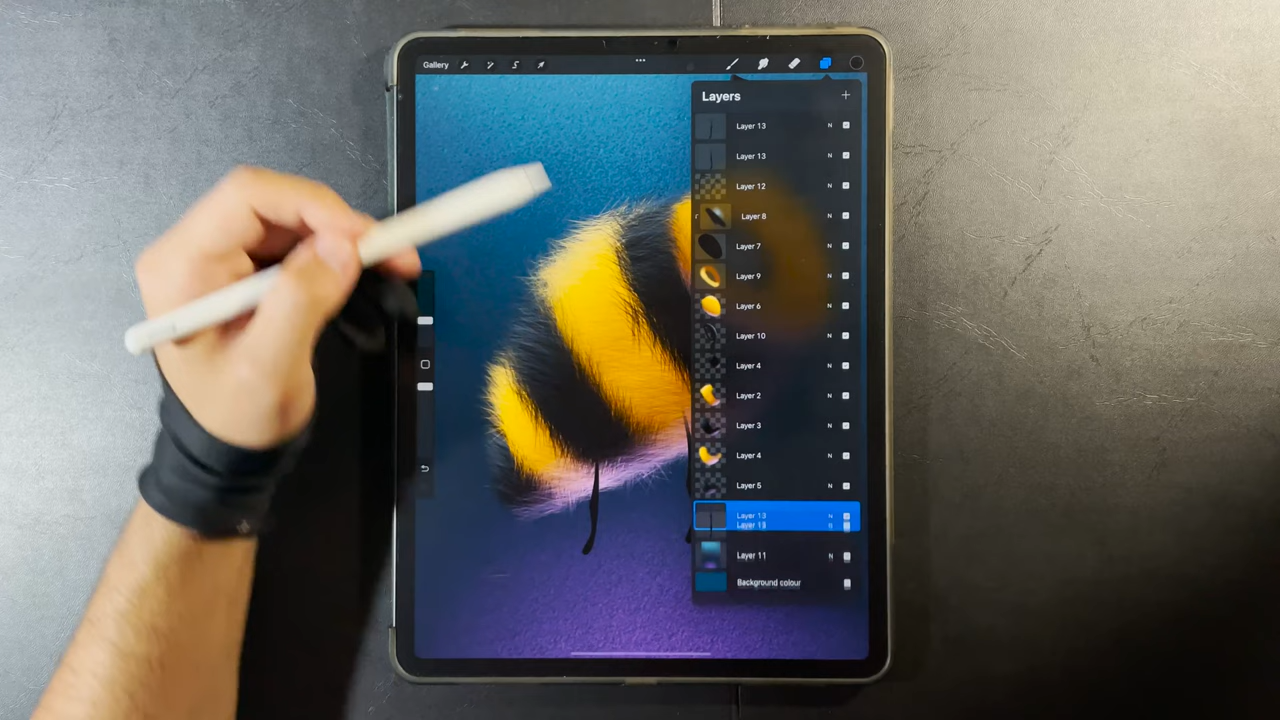 Gallery
Layers
Layer 13 N
Layer 13 N
Layer 12 N
Layer 8 N
Layer 7 N
Layer 9 N
Layer 6 N
Layer 10 N
Layer 4 N
Layer 2 N
Layer 3 N
Layer 4 N
Layer 5 N
Layer 13 N
Layer 11 N
Background colour